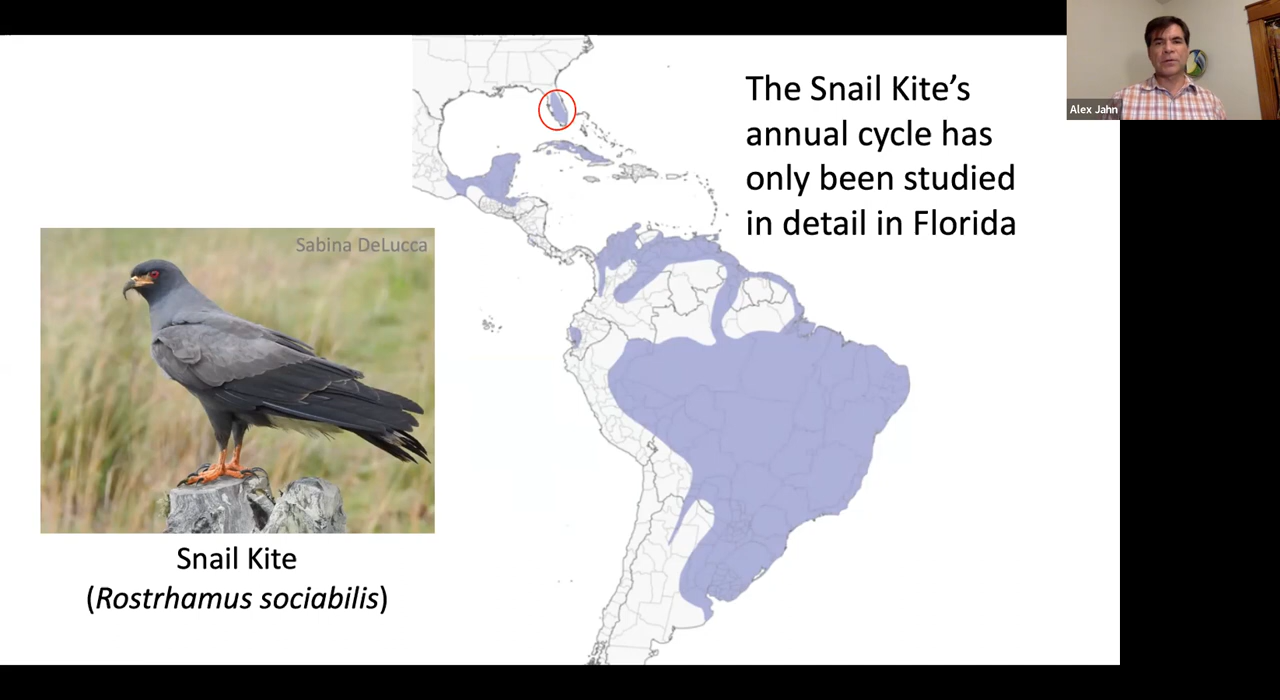 The Snail Kite’s
annual cycle has
only been studied
in detail in Florida
Alex Jahn
Sabina DeLucca
Snail Kite
(Rostrhamus sociabilis)